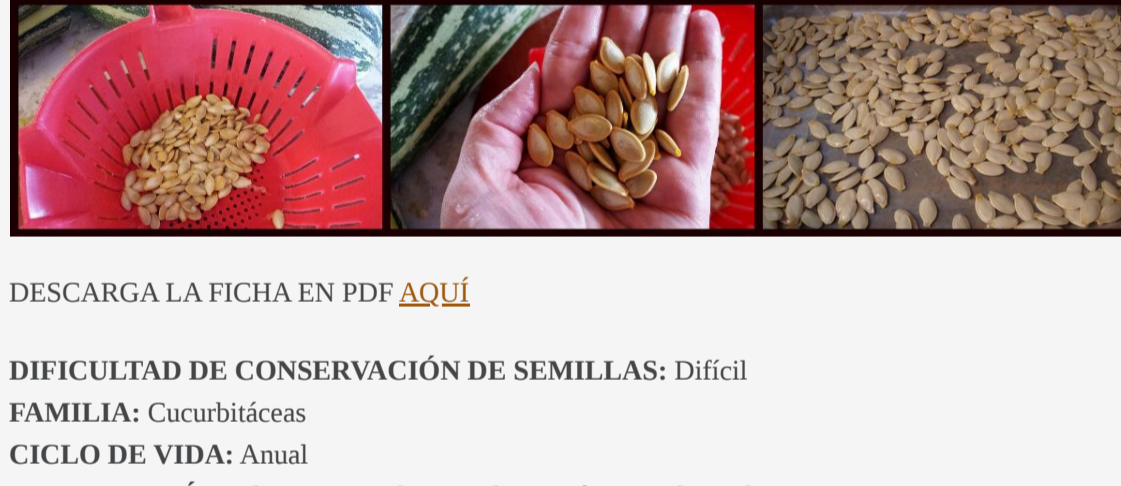 DESCARGA LA FICHA EN PDF AQUÍ
DIFICULTAD DE CONSERVACIÓN DE SEMILLAS: Difícil
FAMILIA: Cucurbitáceas
CICLO DE VIDA: Anual